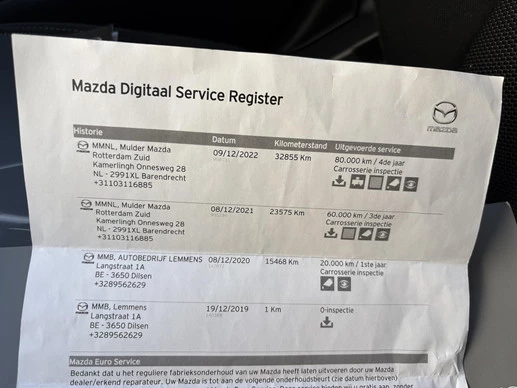 Mazda Digitaal Service Register
mazda
Historie Datum Kilometerstand Uitgevoerde service
MMNL, Mulder Mazda 09/12/2022 32855 Km 80.000 km / 4de jaar
Rotterdam Zuid Carrosserie inspectie
Kamerlingh Onnesweg 28
NL - 2991XL Barendrecht
+31103116885
MMNL, Mulder Mazda 08/12/2021 23575 Km 60.000 km / 3de jaar
Rotterdam Zuid Carrosserie inspectie
Kamerlingh Onnesweg 28
NL - 2991XL Barendrecht
+31103116885
MMB, AUTOBEDRIJF LEMMENS 08/12/2020 15468 Km 20.000 km / 1ste jaar
Langstraat 1A Carrosserie inspectie
BE - 3650 Dilsen
+3289562629
MMB, Lemmens 19/12/2019 1 Km 0-inspectie
Langstraat 1A
BE - 3650 Dilsen
+3289562629
Mazda Euro Service
Bedankt dat u het reguliere fabrieksonderhoud van uw Mazda heeft laten uitvoeren door uw Mazda
dealer/erkend reparateur. Uw Mazda is tot aan de volgende onderhoudsbeurt (zie datum hierboven)